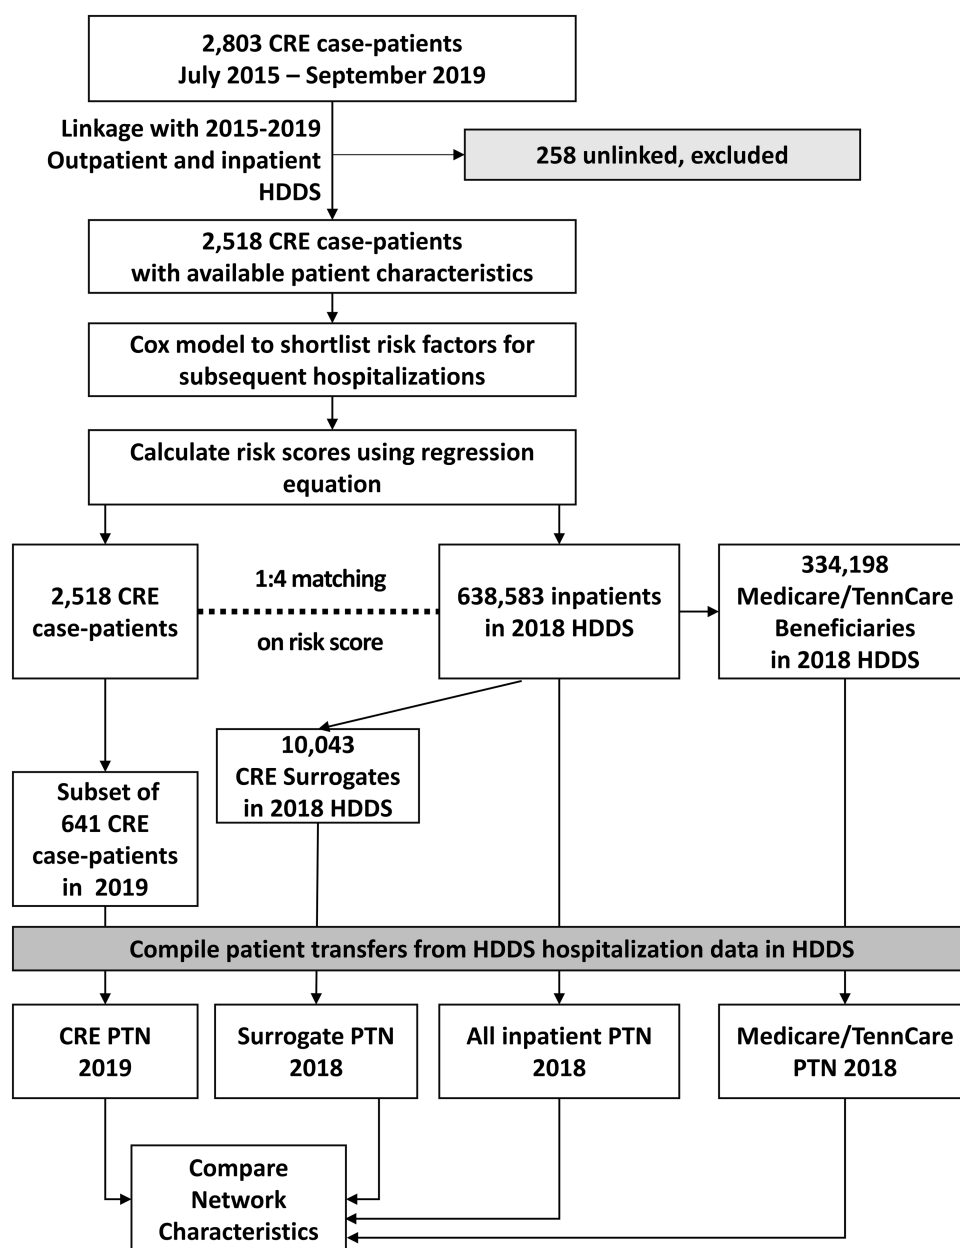 2,803 CRE case-patients
July 2015 – September 2019
Linkage with 2015-2019
Outpatient and inpatient
HDDS
258 unlinked, excluded
2,518 CRE case-patients
with available patient characteristics
Cox model to shortlist risk factors for
subsequent hospitalizations
Calculate risk scores using regression
equation
2,518 CRE
case-patients
1:4 matching
on risk score
638,583 inpatients
in 2018 HDDS
334,198
Medicare/TennCare
Beneficiaries
in 2018 HDDS
10,043
CRE Surrogates
in 2018 HDDS
Subset of
641 CRE
case-patients
in 2019
Compile patient transfers from HDDS hospitalization data in HDDS
CRE PTN
2019
Surrogate PTN
2018
All inpatient PTN
2018
Medicare/TennCare
PTN 2018
Compare
Network
Characteristics